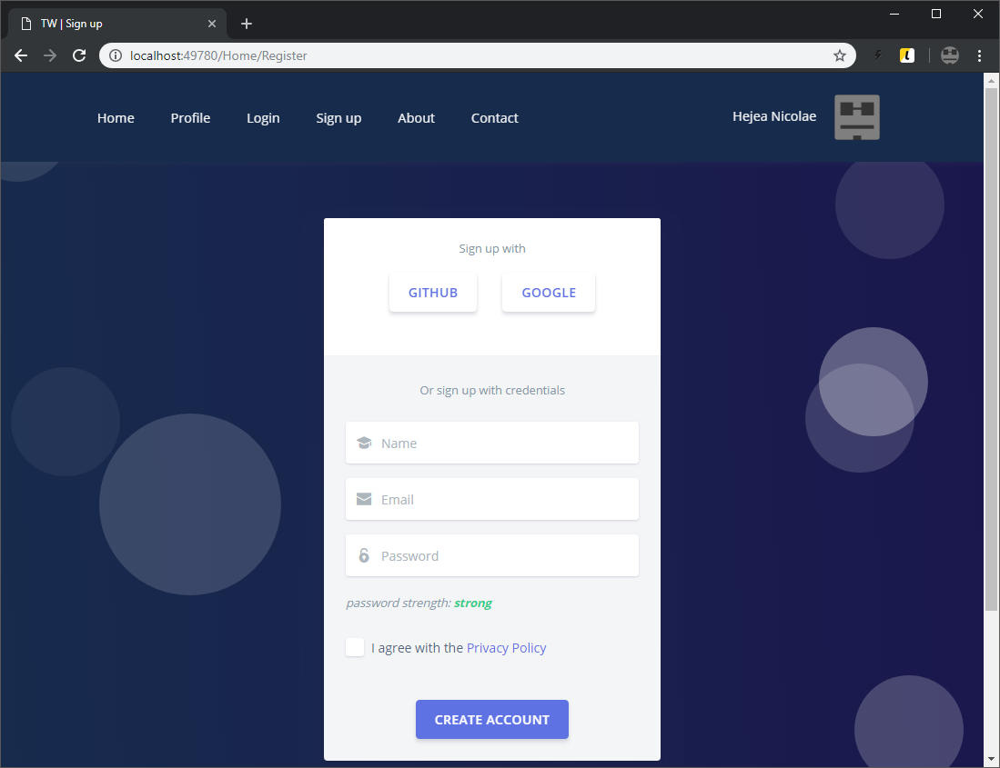 TW | Sign up
localhost:49780/Home/Register
Home Profile Login Sign up About Contact Hejea Nicolae
Sign up with
GITHUB GOOGLE
Or sign up with credentials
Name
Email
Password
password strength: strong
I agree with the Privacy Policy
CREATE ACCOUNT